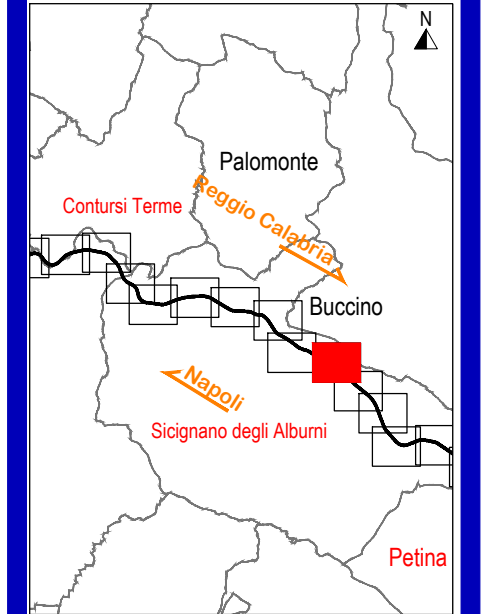 N
Palomonte
Contursi Terme
Reggio Calabria
Buccino
Napoli
Sicignano degli Alburni
Petina